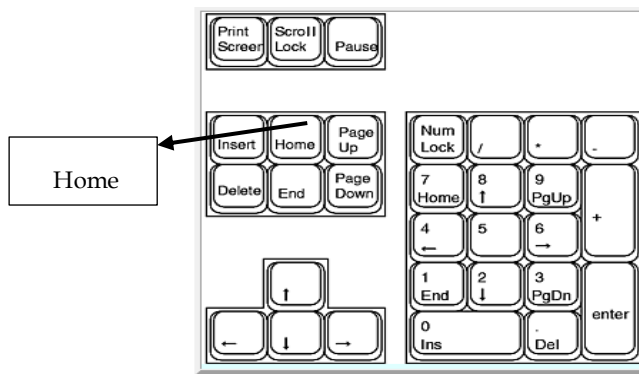 Print Screen
Scroll Lock
Pause
Home
Insert
Home
Page Up
Delete
End
Page Down
↑
←
↓
→
Num Lock
/
*
-
7 Home
8 ↑
9 PgUp
+
4 ←
5
6 →
1 End
2 ↓
3 PgDn
enter
0 Ins
. Del